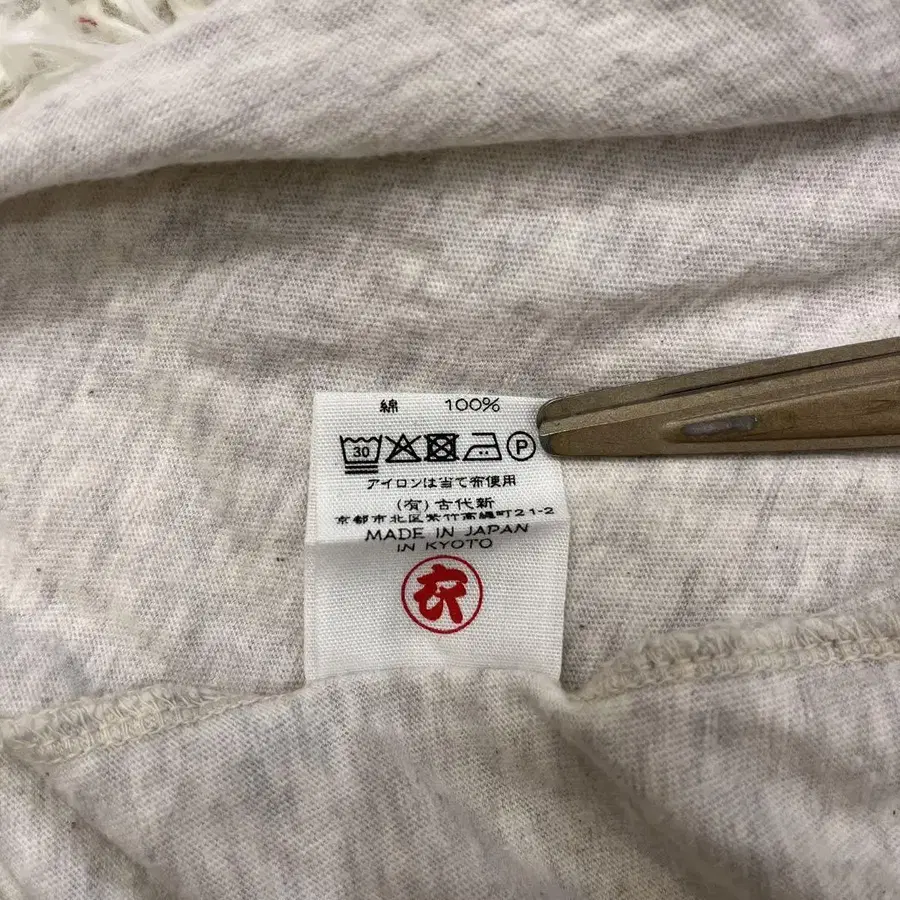 綿 100%
30 P
アイロンは当て布使用
(有)古代新
京都市北区紫竹高縄町21-2
MADE IN JAPAN
IN KYOTO
衣